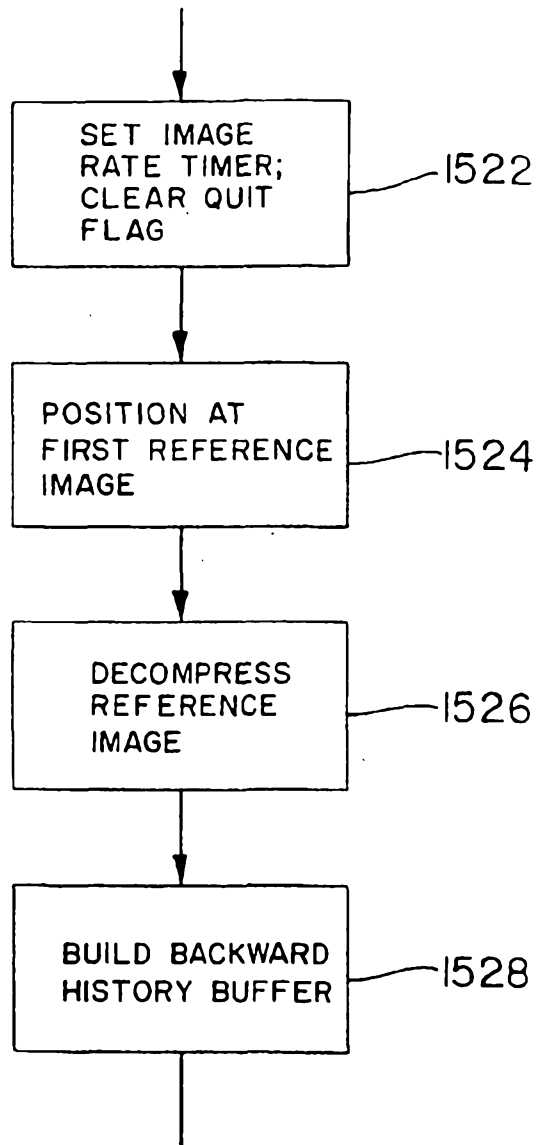 SET IMAGE
RATE TIMER;
CLEAR QUIT
FLAG
1522
POSITION AT
FIRST REFERENCE
IMAGE
1524
DECOMPRESS
REFERENCE
IMAGE
1526
BUILD BACKWARD
HISTORY BUFFER
1528